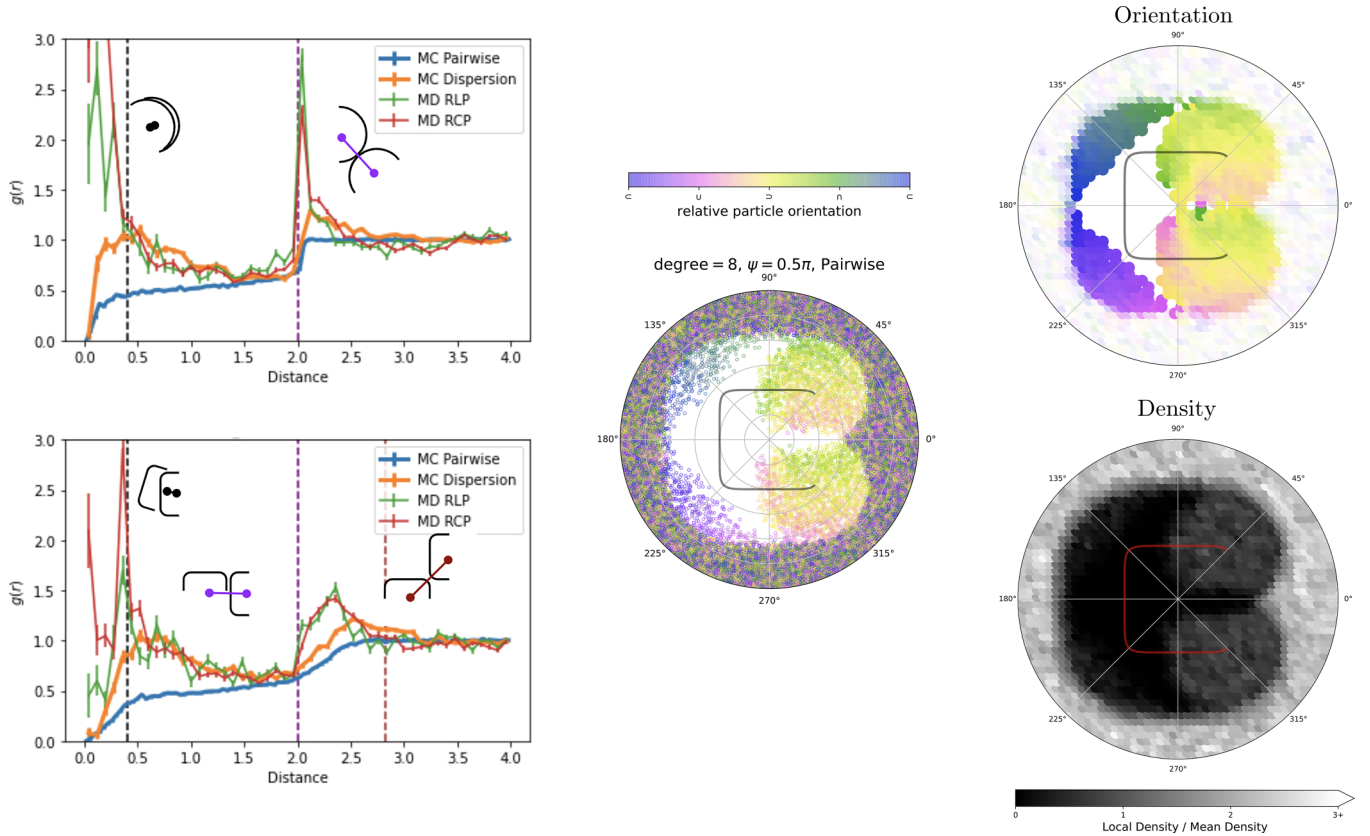 3.0
2.5
2.0
1.5
1.0
0.5
0.0
g(r)
0.0 0.5 1.0 1.5 2.0 2.5 3.0 3.5 4.0
Distance
MC Pairwise
MC Dispersion
MD RLP
MD RCP
3.0
2.5
2.0
1.5
1.0
0.5
0.0
g(r)
0.0 0.5 1.0 1.5 2.0 2.5 3.0 3.5 4.0
Distance
MC Pairwise
MC Dispersion
MD RLP
MD RCP
relative particle orientation
degree = 8, ψ = 0.5π, Pairwise
90°
135° 45°
180° 0°
225° 315°
270°
Orientation
90°
135° 45°
180° 0°
225° 315°
270°
Density
90°
135° 45°
180° 0°
225° 315°
270°
0 1 2 3+
Local Density / Mean Density